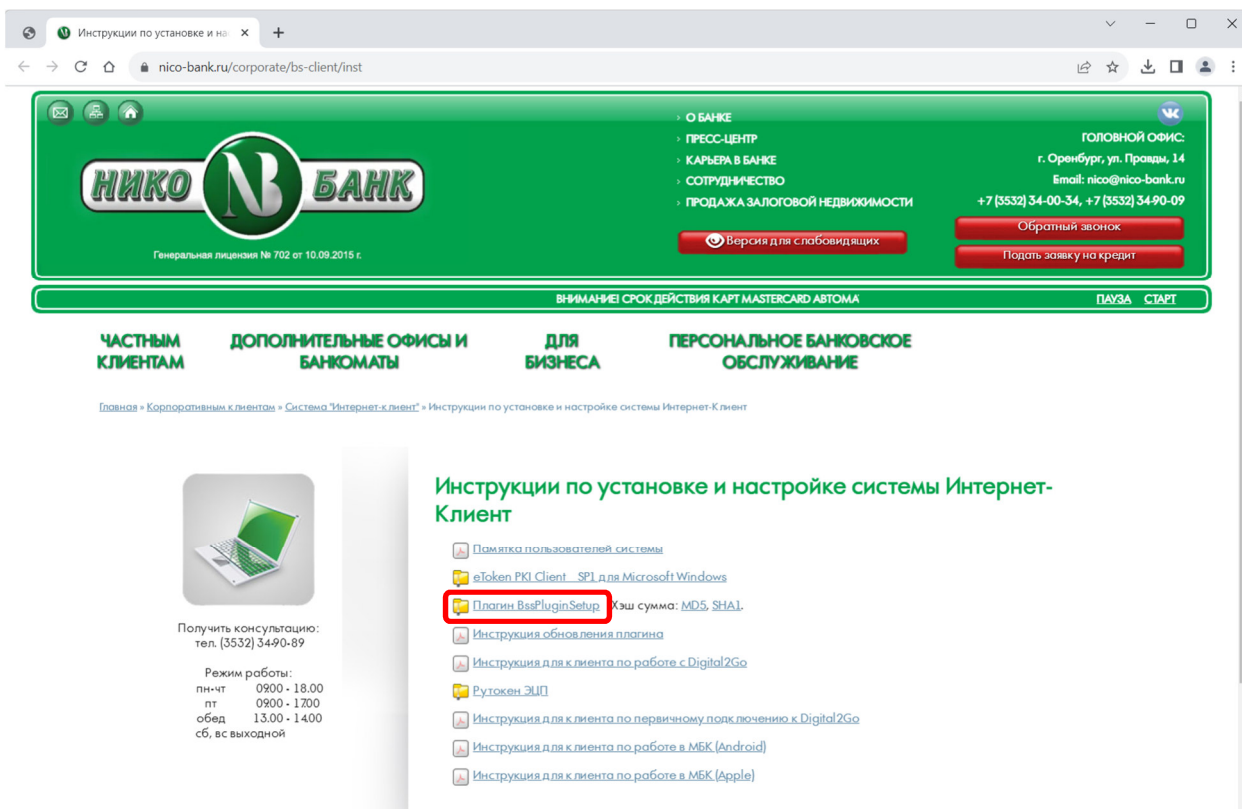 Инструкции по установке и на
nico-bank.ru/corporate/bs-client/inst
О БАНКЕ
ПРЕСС-ЦЕНТР
КАРЬЕРА В БАНКЕ
СОТРУДНИЧЕСТВО
ПРОДАЖА ЗАЛОГОВОЙ НЕДВИЖИМОСТИ
Версия для слабовидящих
ГОЛОВНОЙ ОФИС:
г. Оренбург, ул. Правды, 14
Email: nico@nico-bank.ru
+7 (3532) 34-00-34, +7 (3532) 34-90-09
Обратный звонок
Подать заявку на кредит
НИКО БАНК
Генеральная лицензия № 702 от 10.09.2015 г.
ВНИМАНИЕ! СРОК ДЕЙСТВИЯ КАРТ MASTERCARD АВТОМА
ПАУЗА СТАРТ
ЧАСТНЫМ
КЛИЕНТАМ
ДОПОЛНИТЕЛЬНЫЕ ОФИСЫ И
БАНКОМАТЫ
ДЛЯ
БИЗНЕСА
ПЕРСОНАЛЬНОЕ БАНКОВСКОЕ
ОБСЛУЖИВАНИЕ
Главная » Корпоративным клиентам » Система "Интернет-клиент" » Инструкции по установке и настройке системы Интернет-Клиент
Получить консультацию:
тел. (3532) 34-90-89
Режим работы:
пн-чт 09.00 - 18.00
пт 09.00 - 17.00
обед 13.00 - 14.00
сб, вс выходной
Инструкции по установке и настройке системы Интернет-
Клиент
Памятка пользователей системы
eToken PKI Client SP1 для Microsoft Windows
Плагин BssPluginSetup Хэш сумма: MD5, SHA1.
Инструкция обновления плагина
Инструкция для клиента по работе с Digital2Go
Рутокен ЭЦП
Инструкция для клиента по первичному подключению к Digital2Go
Инструкция для клиента по работе в МБК (Android)
Инструкция для клиента по работе в МБК (Apple)